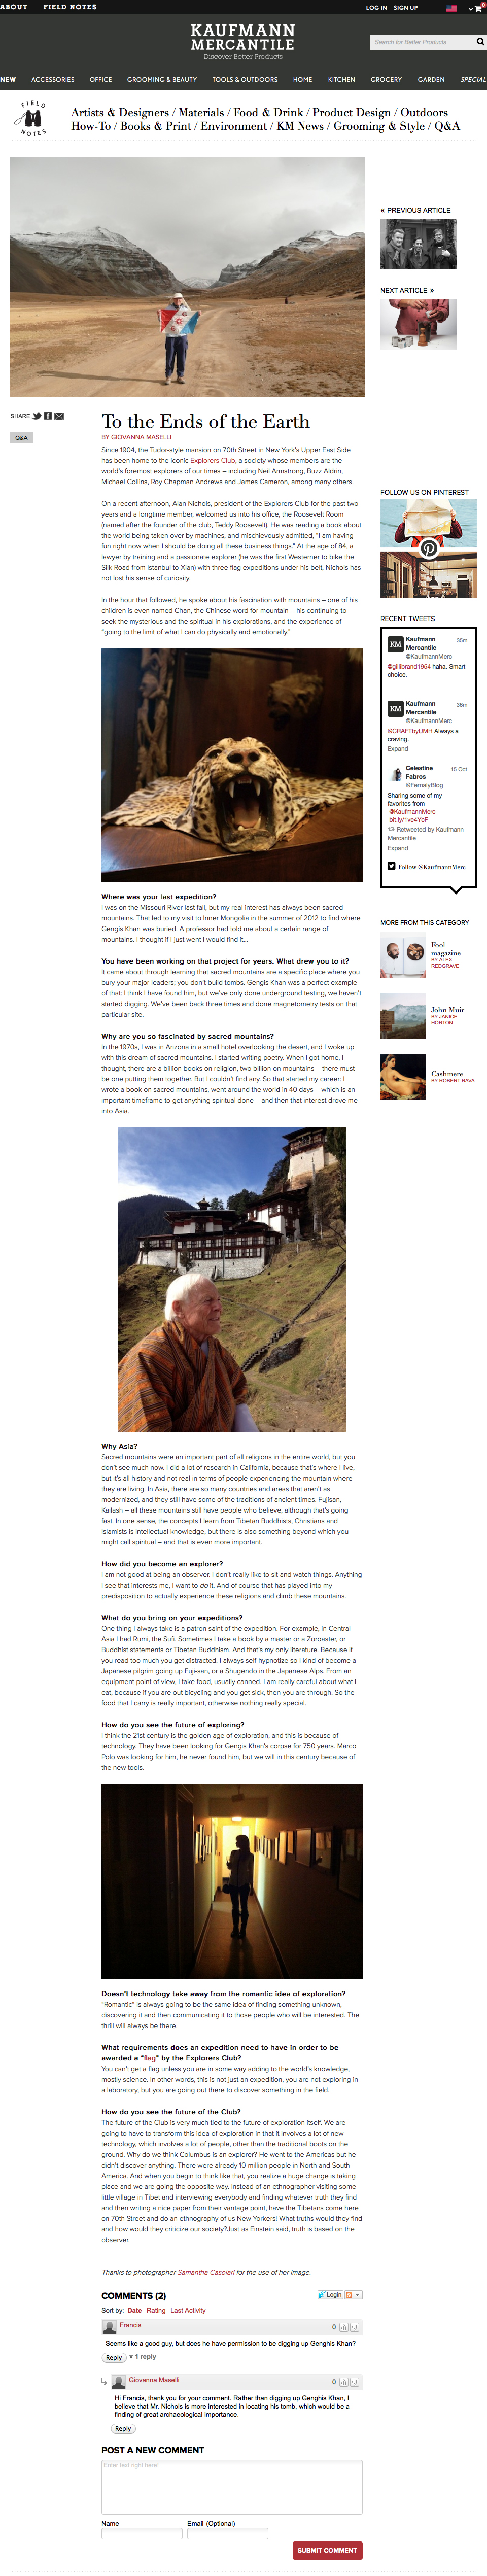 ABOUT FIELD NOTES LOG IN SIGN UP 0
KAUFMANN
MERCANTILE
Discover Better Products
Search for Better Products
NEW ACCESSORIES OFFICE GROOMING & BEAUTY TOOLS & OUTDOORS HOME KITCHEN GROCERY GARDEN SPECIAL
FIELD
NOTES
Artists & Designers / Materials / Food & Drink / Product Design / Outdoors
How-To / Books & Print / Environment / KM News / Grooming & Style / Q&A
« PREVIOUS ARTICLE
NEXT ARTICLE »
SHARE
Q&A
To the Ends of the Earth
BY GIOVANNA MASELLI
Since 1904, the Tudor-style mansion on 70th Street in New York's Upper East Side
has been home to the iconic Explorers Club, a society whose members are the
world's foremost explorers of our times – including Neil Armstrong, Buzz Aldrin,
Michael Collins, Roy Chapman Andrews and James Cameron, among many others.
On a recent afternoon, Alan Nichols, president of the Explorers Club for the past two
years and a longtime member, welcomed us into his office, the Roosevelt Room
(named after the founder of the club, Teddy Roosevelt). He was reading a book about
the world being taken over by machines, and mischievously admitted, "I am having
fun right now when I should be doing all these business things." At the age of 84, a
lawyer by training and a passionate explorer (he was the first Westerner to bike the
Silk Road from Istanbul to Xian) with three flag expeditions under his belt, Nichols has
not lost his sense of curiosity.
In the hour that followed, he spoke about his fascination with mountains – one of his
children is even named Chan, the Chinese word for mountain – his continuing to
seek the mysterious and the spiritual in his explorations, and the experience of
"going to the limit of what I can do physically and emotionally."
Where was your last expedition?
I was on the Missouri River last fall, but my real interest has always been sacred
mountains. That led to my visit to Inner Mongolia in the summer of 2012 to find where
Gengis Khan was buried. A professor had told me about a certain range of
mountains. I thought if I just went I would find it…
You have been working on that project for years. What drew you to it?
It came about through learning that sacred mountains are a specific place where you
bury your major leaders; you don't build tombs. Gengis Khan was a perfect example
of that: I think I have found him, but we've only done underground testing, we haven't
started digging. We've been back three times and done magnetometry tests on that
particular site.
Why are you so fascinated by sacred mountains?
In the 1970s, I was in Arizona in a small hotel overlooking the desert, and I woke up
with this dream of sacred mountains. I started writing poetry. When I got home, I
thought, there are a billion books on religion, two billion on mountains – there must
be one putting them together. But I couldn't find any. So that started my career: I
wrote a book on sacred mountains, went around the world in 40 days – which is an
important timeframe to get anything spiritual done – and then that interest drove me
into Asia.
Why Asia?
Sacred mountains were an important part of all religions in the entire world, but you
don't see much now. I did a lot of research in California, because that's where I live,
but it's all history and not real in terms of people experiencing the mountain where
they are living. In Asia, there are so many countries and areas that aren't as
modernized, and they still have some of the traditions of ancient times. Fujisan,
Kailash – all these mountains still have people who believe, although that's going
fast. In one sense, the concepts I learn from Tibetan Buddhists, Christians and
Islamists is intellectual knowledge, but there is also something beyond which you
might call spiritual – and that is even more important.
How did you become an explorer?
I am not good at being an observer. I don't really like to sit and watch things. Anything
I see that interests me, I want to do it. And of course that has played into my
predisposition to actually experience these religions and climb these mountains.
What do you bring on your expeditions?
One thing I always take is a patron saint of the expedition. For example, in Central
Asia I had Rumi, the Sufi. Sometimes I take a book by a master or a Zoroaster, or
Buddhist statements or Tibetan Buddhism. And that's my only literature. Because if
you read too much you get distracted. I always self-hypnotize so I kind of become a
Japanese pilgrim going up Fuji-san, or a Shugendō in the Japanese Alps. From an
equipment point of view, I take food, usually canned. I am really careful about what I
eat, because if you are out bicycling and you get sick, then you are through. So the
food that I carry is really important, otherwise nothing really special.
How do you see the future of exploring?
I think the 21st century is the golden age of exploration, and this is because of
technology. They have been looking for Gengis Khan's corpse for 750 years. Marco
Polo was looking for him, he never found him, but we will in this century because of
the new tools.
Doesn't technology take away from the romantic idea of exploration?
"Romantic" is always going to be the same idea of finding something unknown,
discovering it and then communicating it to those people who will be interested. The
thrill will always be there.
What requirements does an expedition need to have in order to be
awarded a "flag" by the Explorers Club?
You can't get a flag unless you are in some way adding to the world's knowledge,
mostly science. In other words, this is not just an expedition, you are not exploring in
a laboratory, but you are going out there to discover something in the field.
How do you see the future of the Club?
The future of the Club is very much tied to the future of exploration itself. We are
going to have to transform this idea of exploration in that it involves a lot of new
technology, which involves a lot of people, other than the traditional boots on the
ground. Why do we think Columbus is an explorer? He went to the Americas but he
didn't discover anything. There were already 10 million people in North and South
America. And when you begin to think like that, you realize a huge change is taking
place and we are going the opposite way. Instead of an ethnographer visiting some
little village in Tibet and interviewing everybody and finding whatever truth they find
and then writing a nice paper from their vantage point, have the Tibetans come here
on 70th Street and do an ethnography of us New Yorkers! What truths would they find
and how would they criticize our society?Just as Einstein said, truth is based on the
observer.
Thanks to photographer Samantha Casolari for the use of her image.
COMMENTS (2)
Login
Sort by: Date Rating Last Activity
Francis 0
Seems like a good guy, but does he have permission to be digging up Genghis Khan?
Reply ▼ 1 reply
Giovanna Maselli 0
Hi Francis, thank you for your comment. Rather than digging up Genghis Khan, I
believe that Mr. Nichols is more interested in locating his tomb, which would be a
finding of great archaeological importance.
Reply
POST A NEW COMMENT
Enter text right here!
Name Email (Optional)
SUBMIT COMMENT
FOLLOW US ON PINTEREST
RECENT TWEETS
KM Kaufmann Mercantile 35m
@KaufmannMerc
@gillibrand1954 haha. Smart
choice.
KM Kaufmann Mercantile 36m
@KaufmannMerc
@CRAFTbyUMH Always a
craving.
Expand
Celestine Fabros 15 Oct
@FernalyBlog
Sharing some of my
favorites from
@KaufmannMerc
bit.ly/1ve4YcF
Retweeted by Kaufmann
Mercantile
Expand
Follow @KaufmannMerc
MORE FROM THIS CATEGORY
Fool
magazine
BY ALEX
REDGRAVE
John Muir
BY JANICE
HORTON
Cashmere
BY ROBERT RAVA